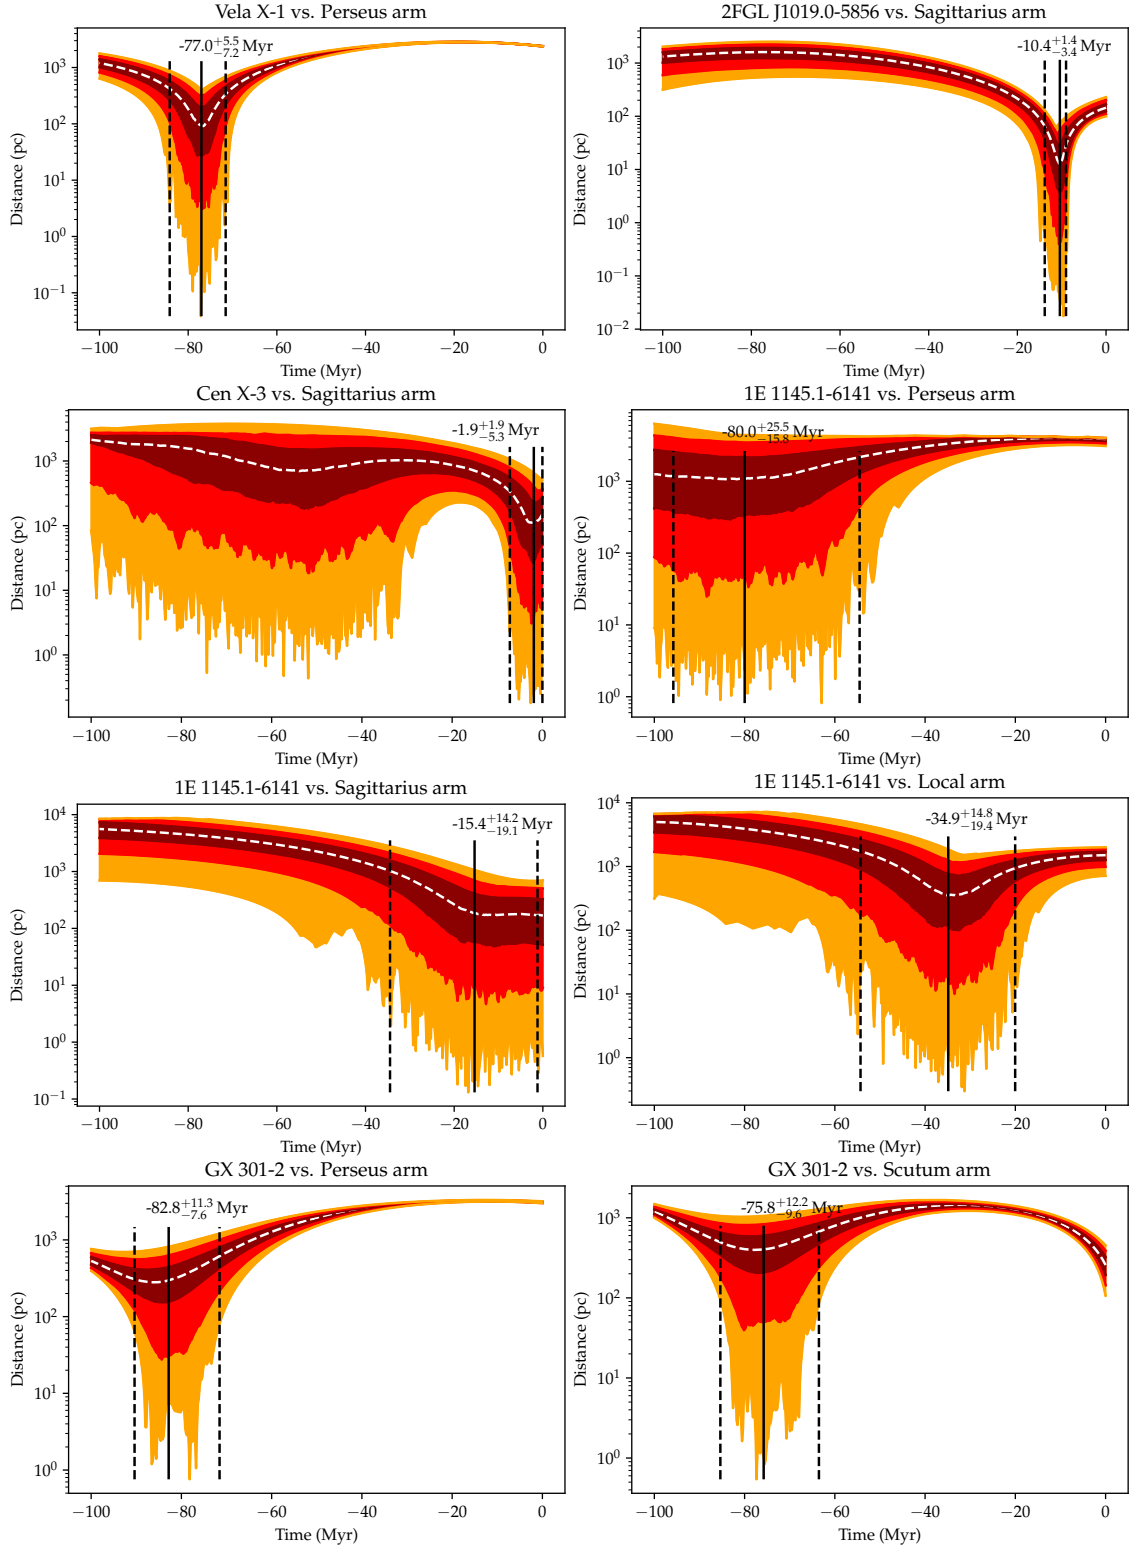 Vela X-1 vs. Perseus arm
-77.0+5.5−7.2 Myr
Distance (pc)
10³
10²
10¹
10⁰
10⁻¹
−100 −80 −60 −40 −20 0
Time (Myr)
2FGL J1019.0-5856 vs. Sagittarius arm
-10.4+1.4−3.4 Myr
Distance (pc)
10³
10²
10¹
10⁰
10⁻¹
10⁻²
−100 −80 −60 −40 −20 0
Time (Myr)
Cen X-3 vs. Sagittarius arm
-1.9+1.9−5.3 Myr
Distance (pc)
10³
10²
10¹
10⁰
−100 −80 −60 −40 −20 0
Time (Myr)
1E 1145.1-6141 vs. Perseus arm
-80.0+25.5−15.8 Myr
Distance (pc)
10³
10²
10¹
10⁰
−100 −80 −60 −40 −20 0
Time (Myr)
1E 1145.1-6141 vs. Sagittarius arm
-15.4+14.2−19.1 Myr
Distance (pc)
10⁴
10³
10²
10¹
10⁰
10⁻¹
−100 −80 −60 −40 −20 0
Time (Myr)
1E 1145.1-6141 vs. Local arm
-34.9+14.8−19.4 Myr
Distance (pc)
10⁴
10³
10²
10¹
10⁰
−100 −80 −60 −40 −20 0
Time (Myr)
GX 301-2 vs. Perseus arm
-82.8+11.3−7.6 Myr
Distance (pc)
10³
10²
10¹
10⁰
−100 −80 −60 −40 −20 0
Time (Myr)
GX 301-2 vs. Scutum arm
-75.8+12.2−9.6 Myr
Distance (pc)
10³
10²
10¹
10⁰
−100 −80 −60 −40 −20 0
Time (Myr)